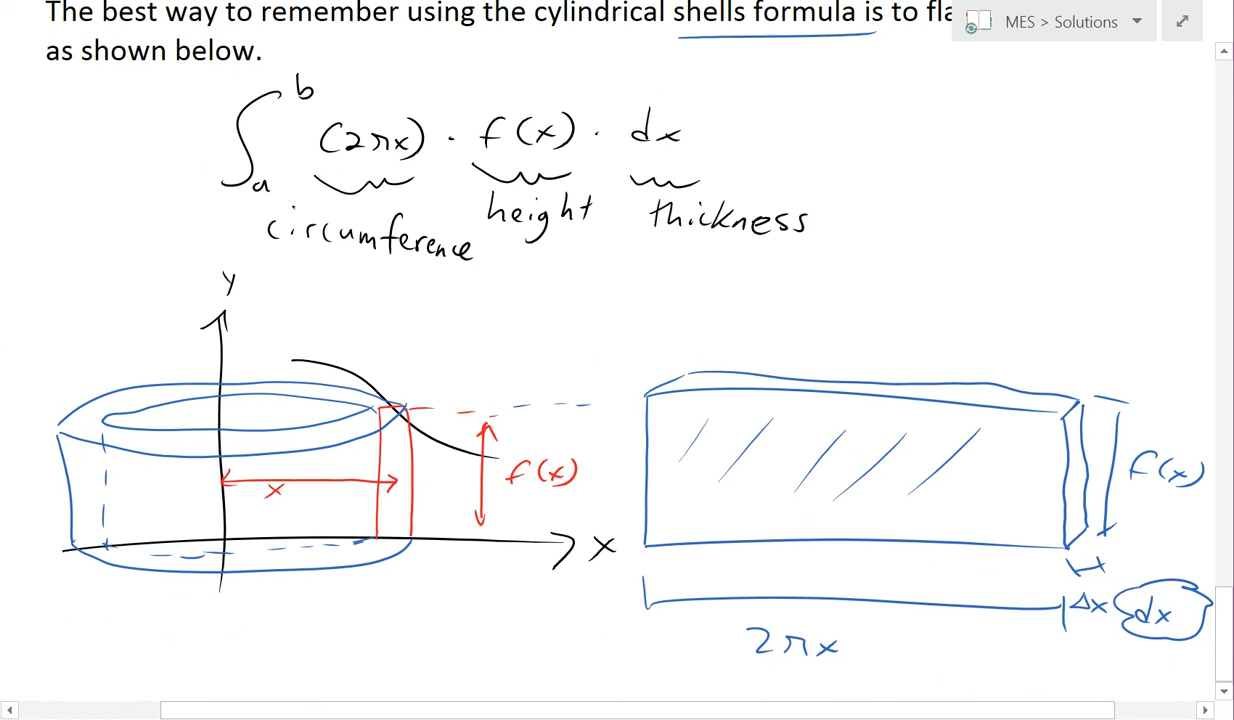 The best way to remember using the cylindrical shells formula is to fla
as shown below.
MES > Solutions
∫ₐᵇ (2πx) · f(x) · dx
circumference height thickness
y
x
f(x)
x
f(x)
Δx dx
2πx